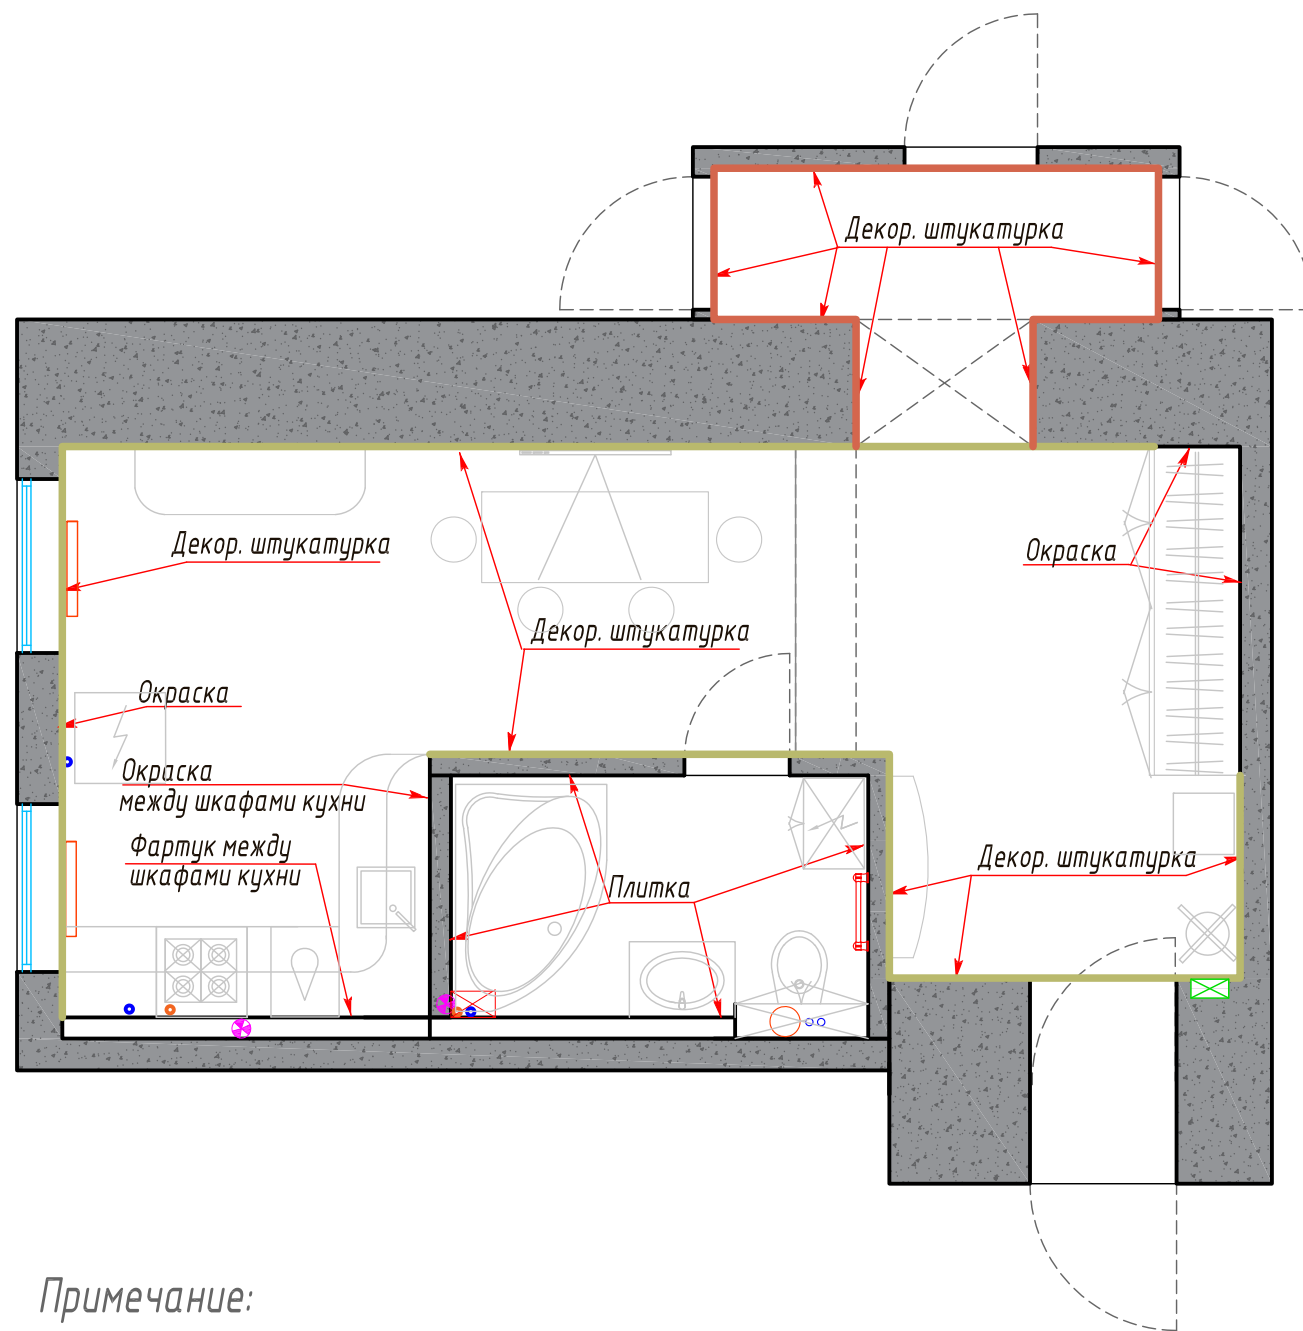 Декор. штукатурка
Декор. штукатурка
Окраска
Декор. штукатурка
Окраска
Окраска
между шкафами кухни
Фартук между
шкафами кухни
Декор. штукатурка
Плитка
Примечание: